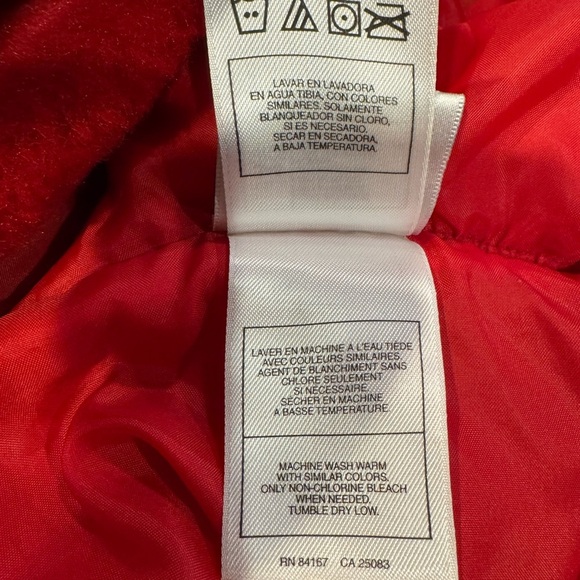 LAVAR EN LAVADORA
EN AGUA TIBIA, CON COLORES
SIMILARES. SOLAMENTE
BLANQUEADOR SIN CLORO,
SI ES NECESARIO.
SECAR EN SECADORA,
A BAJA TEMPERATURA.
LAVER EN MACHINE A L'EAU TIÈDE
AVEC COULEURS SIMILAIRES.
AGENT DE BLANCHIMENT SANS
CHLORE SEULEMENT
SI NÉCESSAIRE.
SÉCHER EN MACHINE
A BASSE TEMPÉRATURE.
MACHINE WASH WARM
WITH SIMILAR COLORS,
ONLY NON-CHLORINE BLEACH
WHEN NEEDED.
TUMBLE DRY LOW.
RN 84167 CA 25083